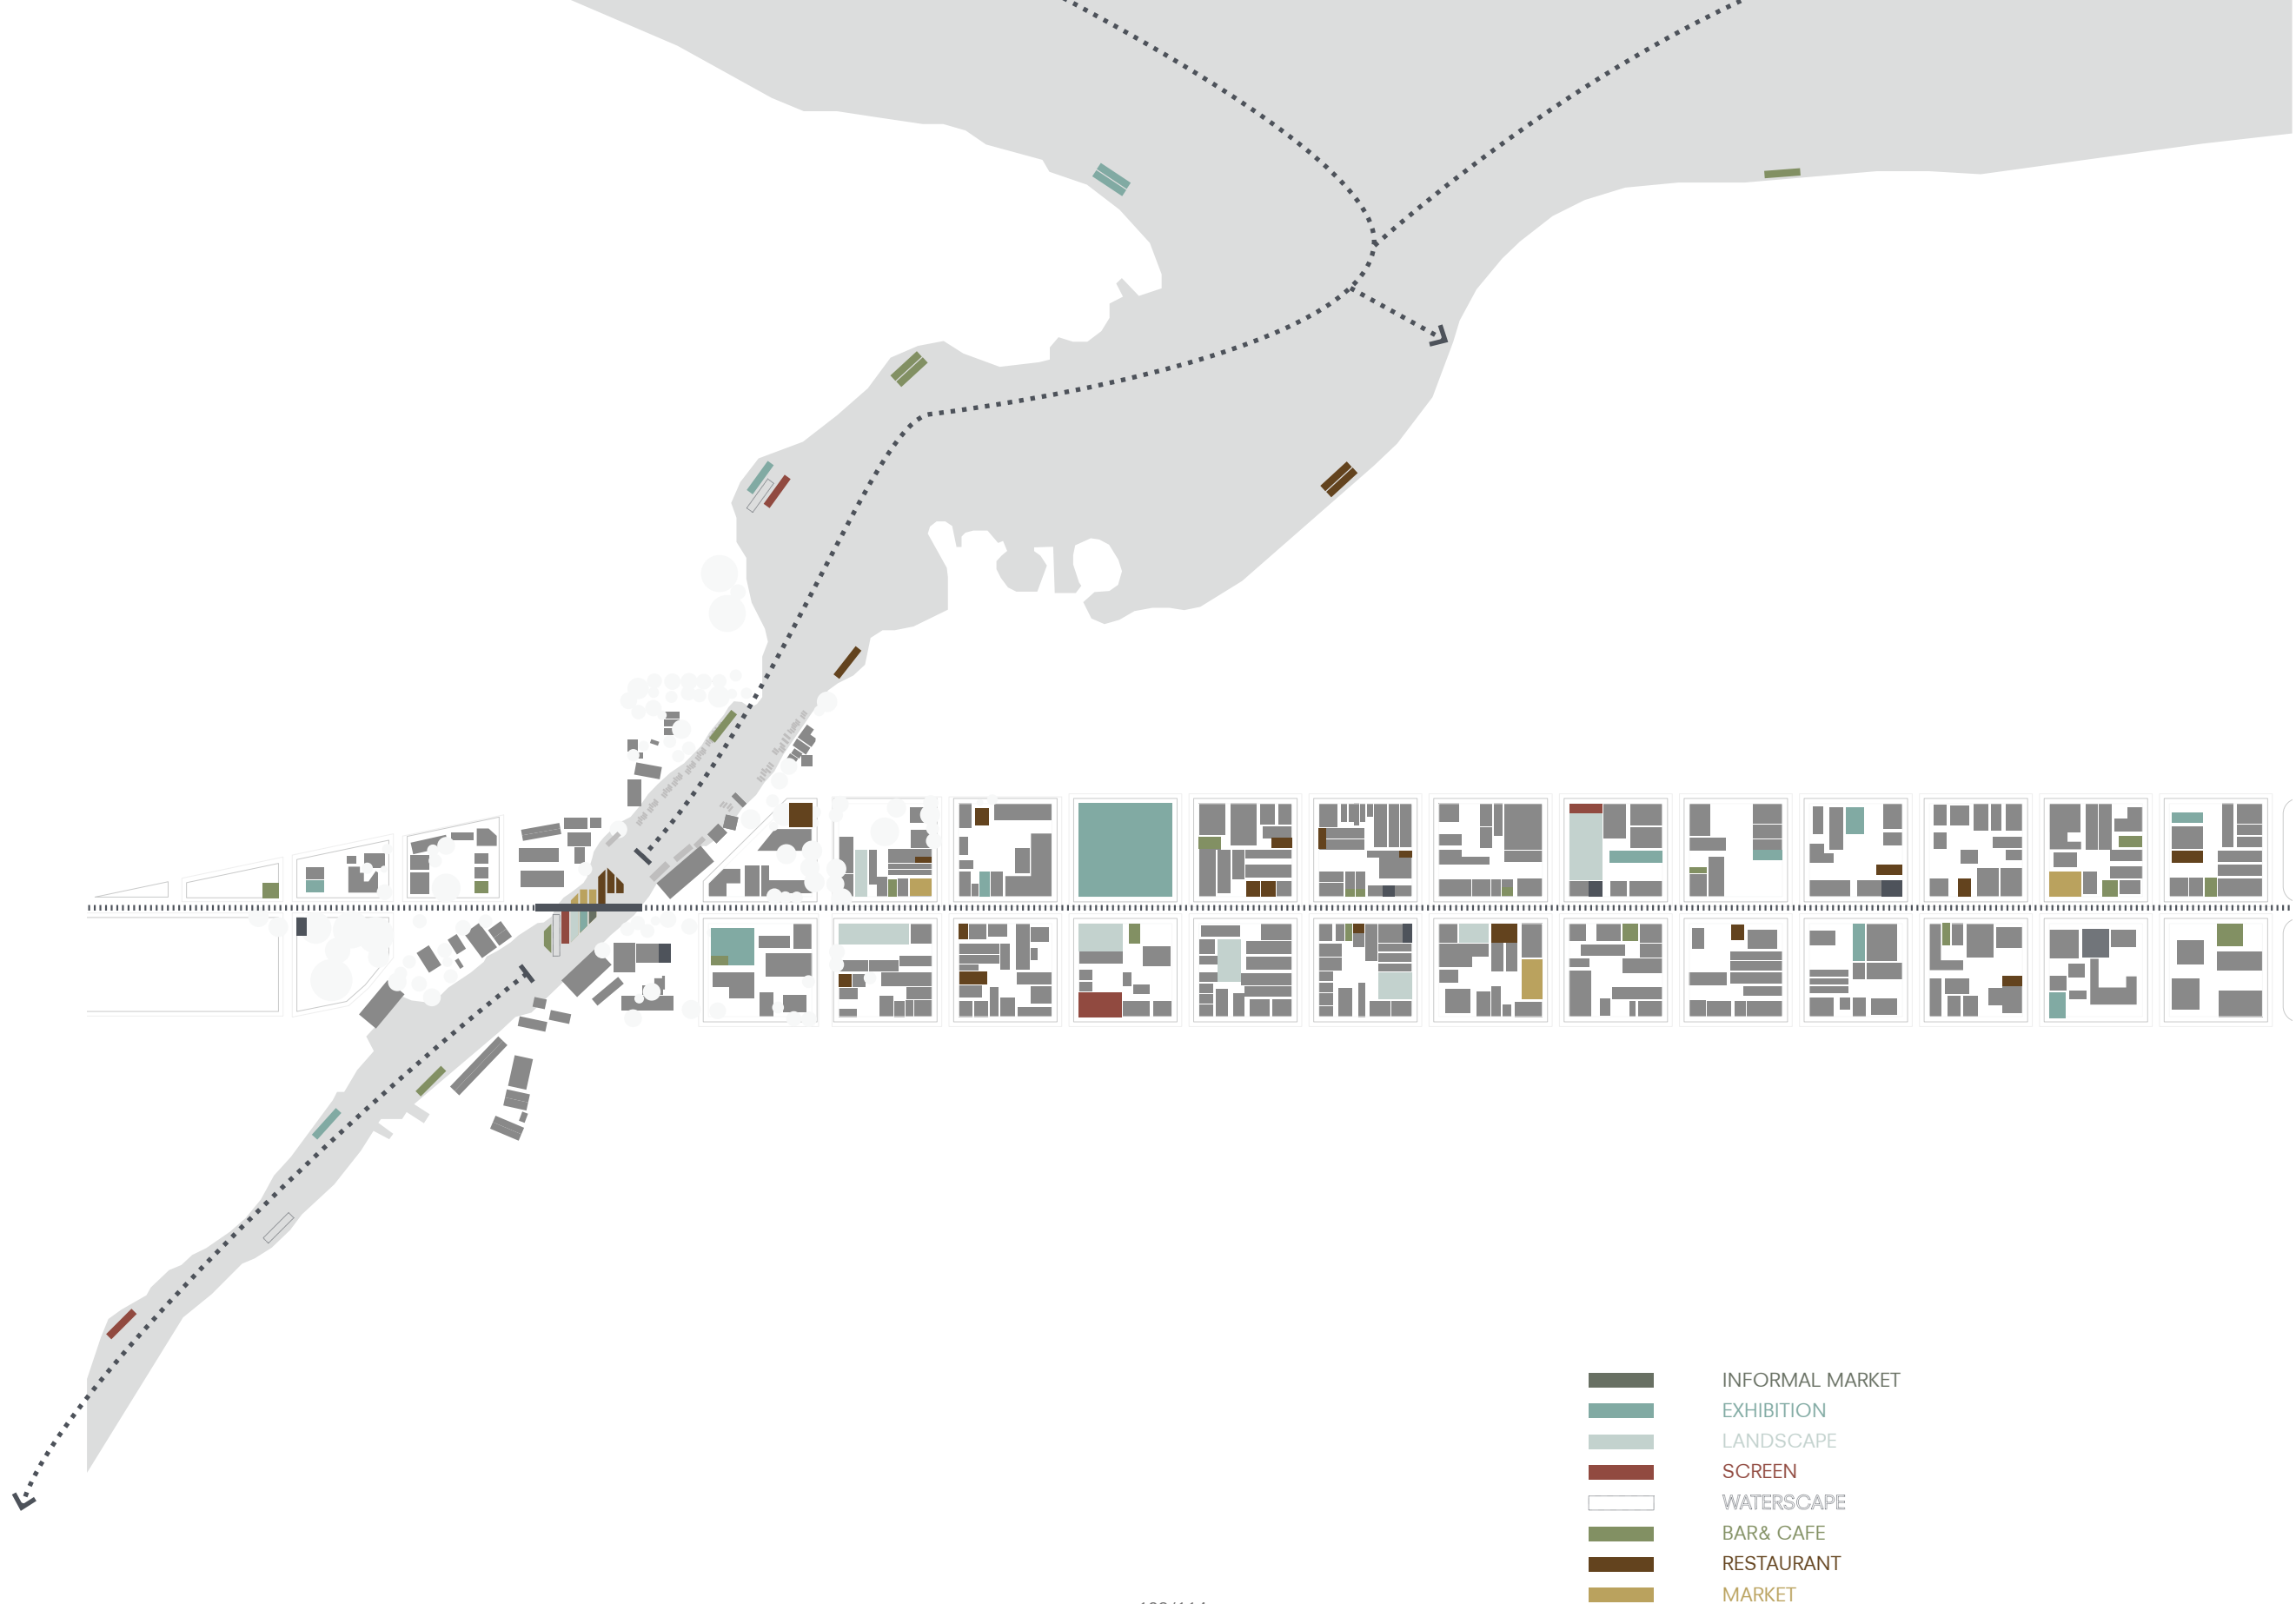 INFORMAL MARKET
EXHIBITION
LANDSCAPE
SCREEN
WATERSCAPE
BAR& CAFE
RESTAURANT
MARKET